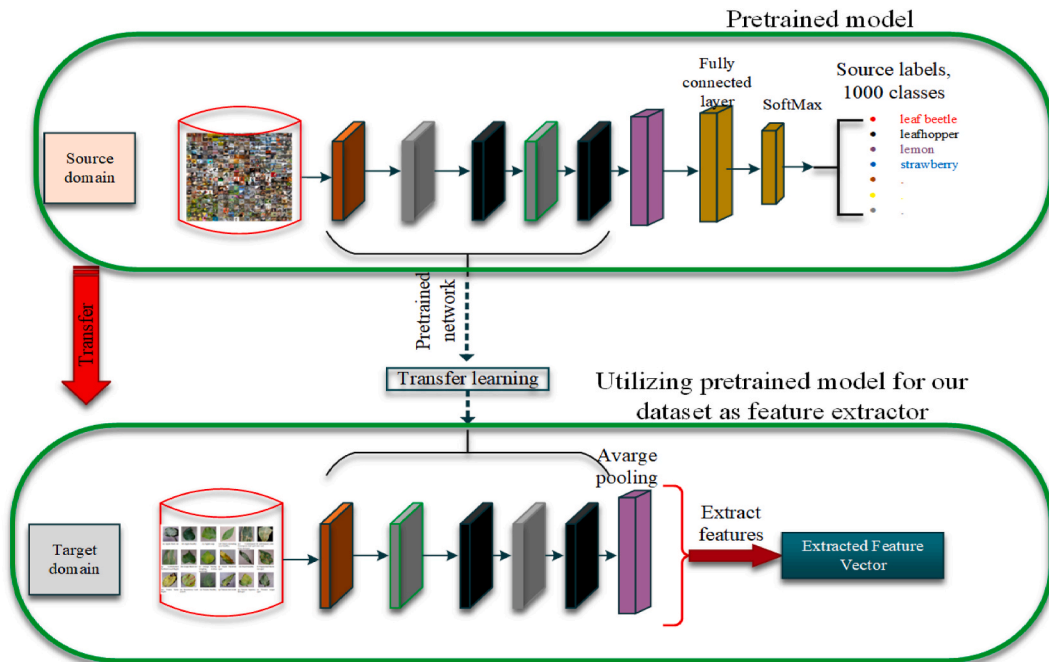 Pretrained model
Source
domain
Fully
connected
layer
SoftMax
Source labels,
1000 classes
leaf beetle
leafhopper
lemon
strawberry
.
.
.
Transfer
Pretrained
network
Transfer learning
Utilizing pretrained model for our
dataset as feature extractor
Target
domain
Avarge
pooling
Extract
features
Extracted Feature
Vector